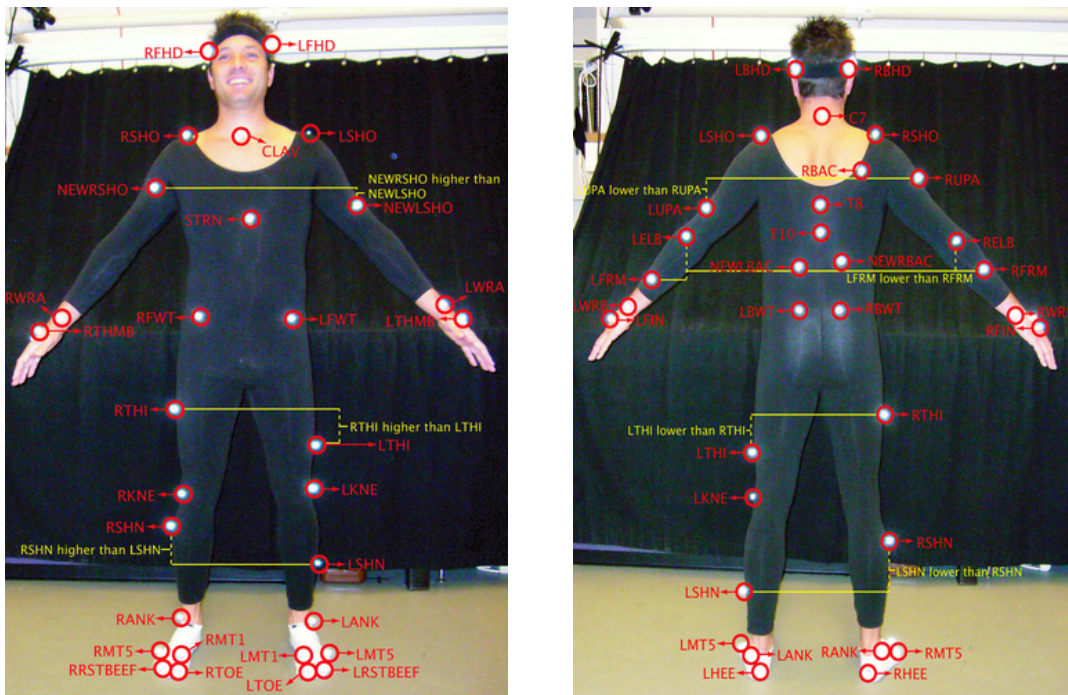 RFHD
LFHD
RSHO
CLAV
LSHO
NEWRSHO
NEWRSHO higher than
NEWLSHO
NEWLSHO
STRN
RWRA
LWRA
RTHMB
RFWT
LFWT
LTHMB
RTHI
RTHI higher than LTHI
LTHI
RKNE
LKNE
RSHN
RSHN higher than LSHN
LSHN
RANK
LANK
RMT1
RMT5
LMT1
LMT5
RRSTBEEF
RTOE
LTOE
LRSTBEEF
LBHD
RBHD
C7
LSHO
RSHO
RBAC
RUPA
LUPA lower than RUPA
LUPA
T8
LELB
T10
RELB
NEWLBAC
NEWRBAC
LFRM
LFRM lower than RFRM
RFRM
LWRB
LFIN
LBWT
RBWT
RFIN
RTHI
LTHI lower than RTHI
LTHI
LKNE
RSHN
LSHN lower than RSHN
LSHN
LMT5
LANK
RANK
RMT5
LHEE
RHEE